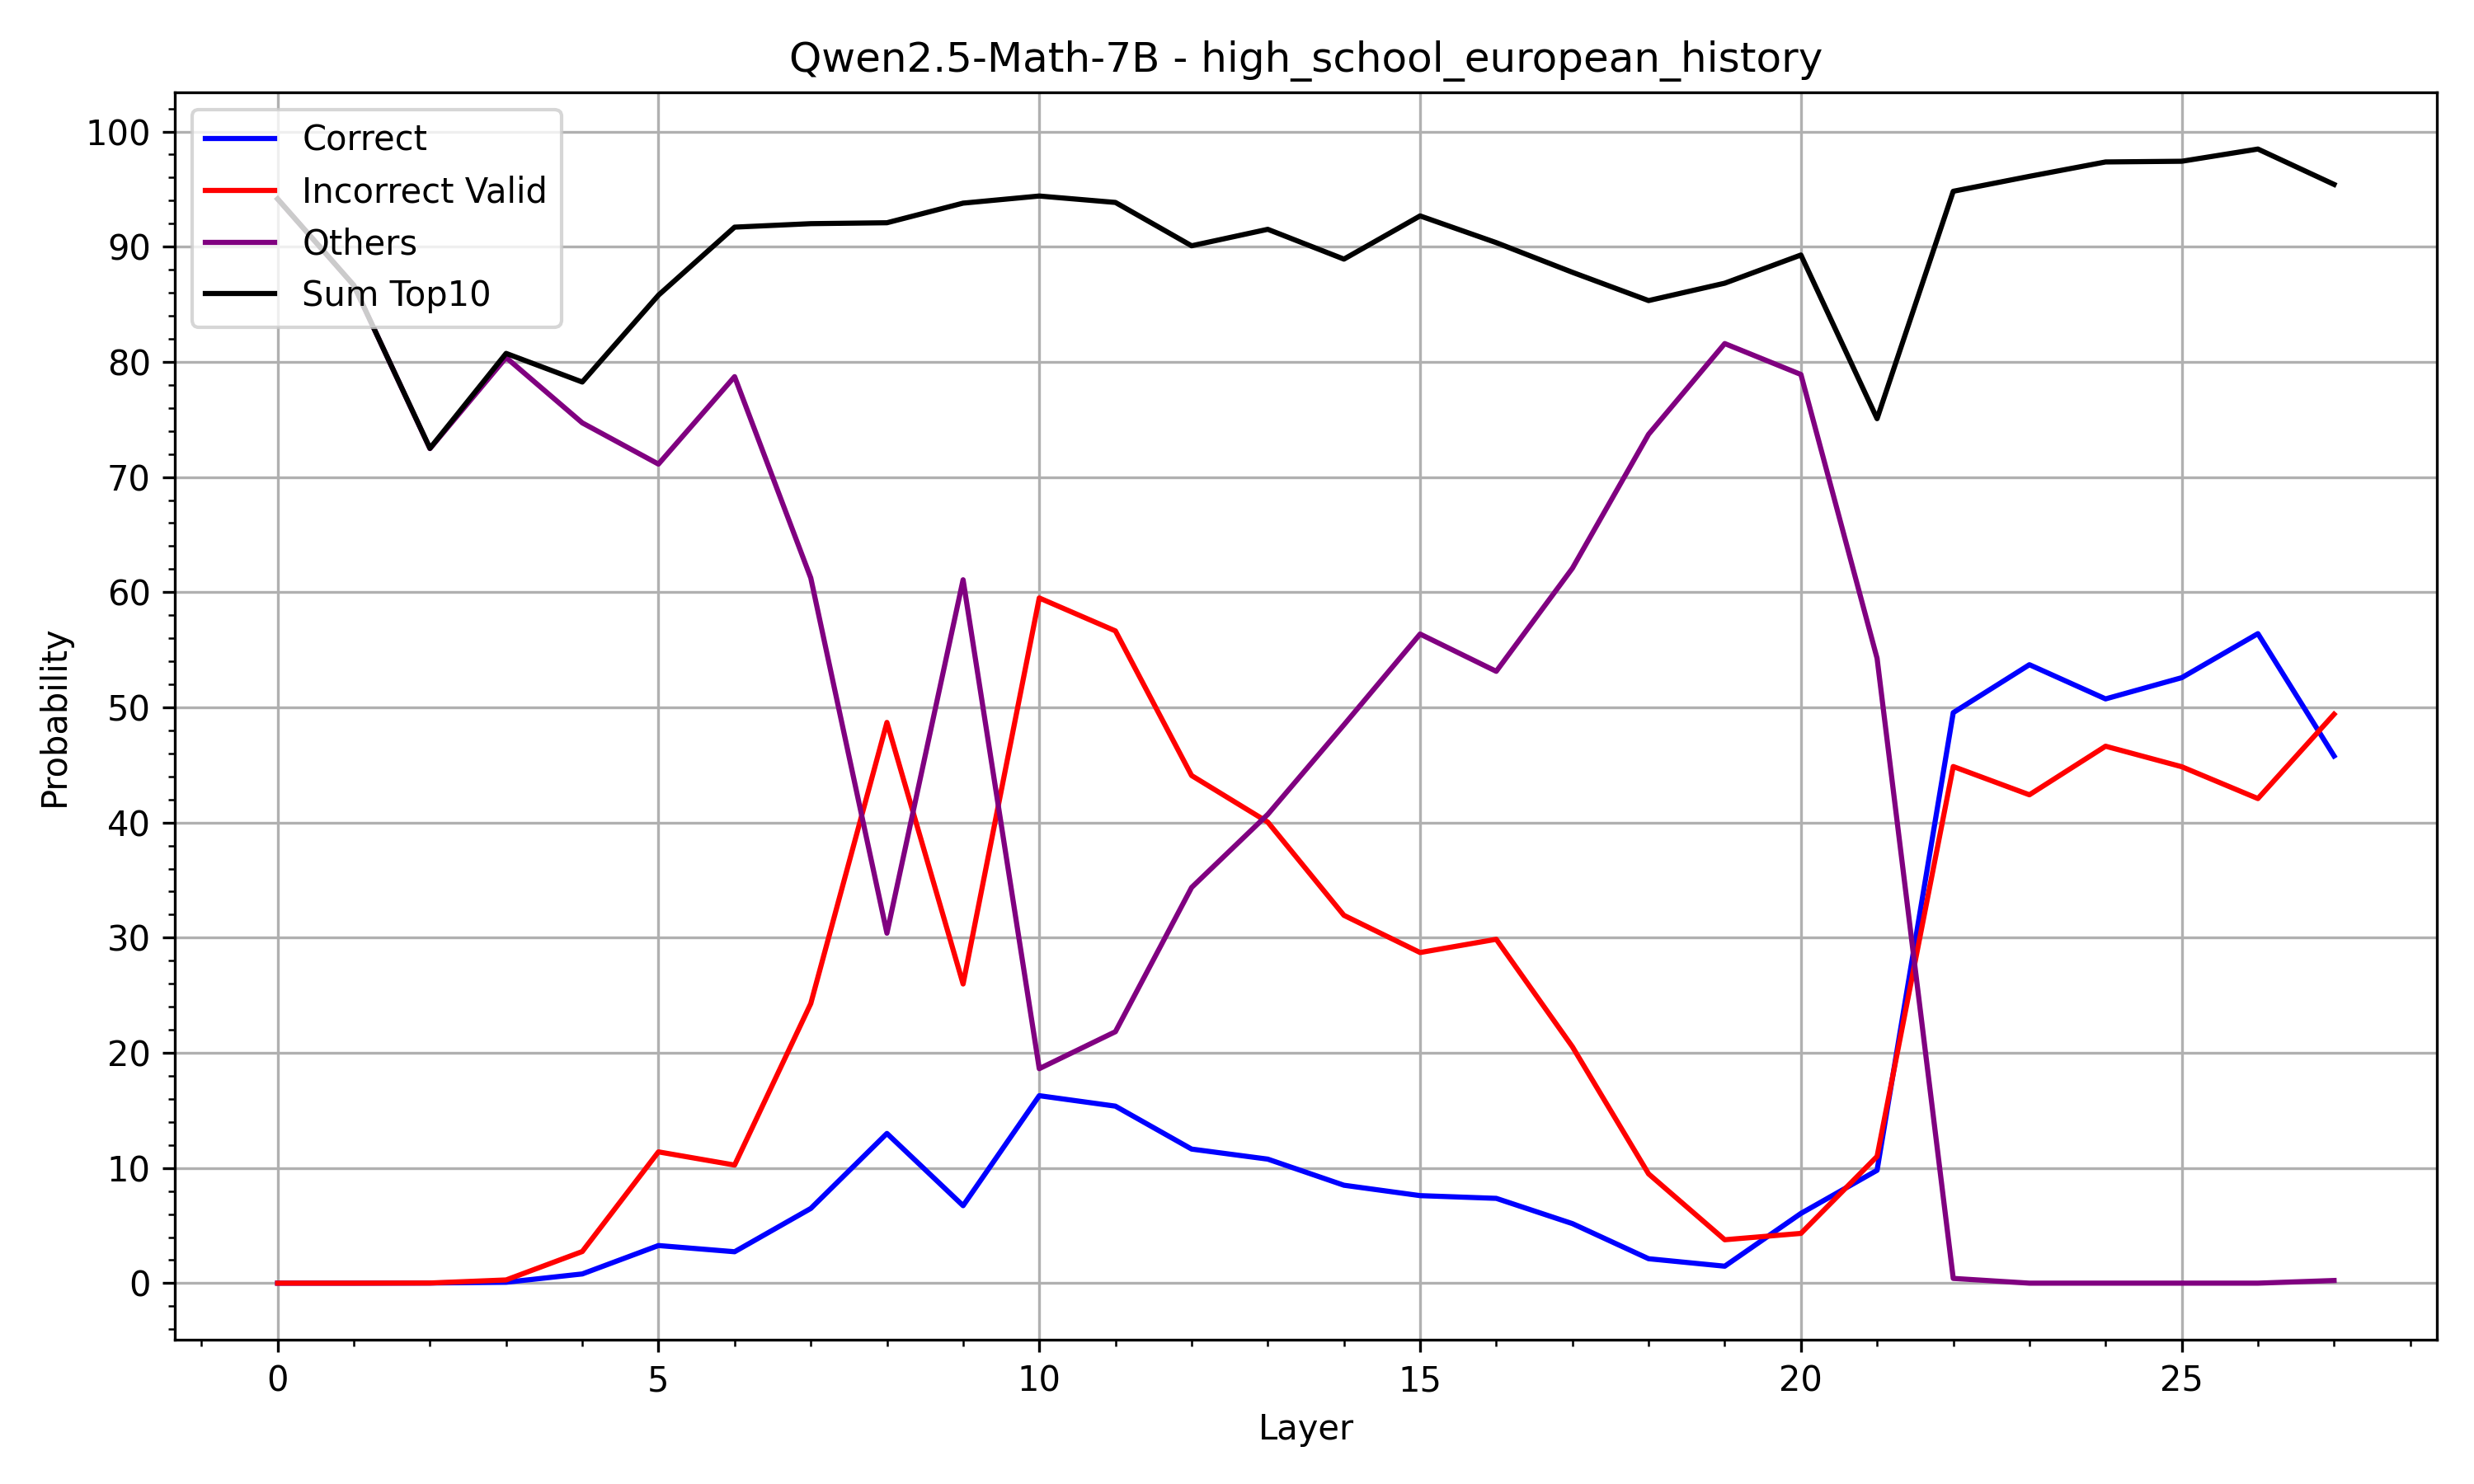 Qwen2.5-Math-7B - high_school_european_history
Correct
Incorrect Valid
Others
Sum Top10
100
90
80
70
60
50
40
30
20
10
0
Probability
0 5 10 15 20 25
Layer